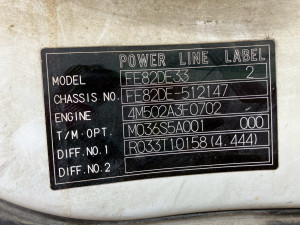 POWER LINE LABEL
MODEL FE82DE33 2
CHASSIS NO. FE82DE-512147
ENGINE 4M502A3F0702
T/M.OPT. M036S5A001 000
DIFF.NO.1 R033T10158(4.444)
DIFF.NO.2